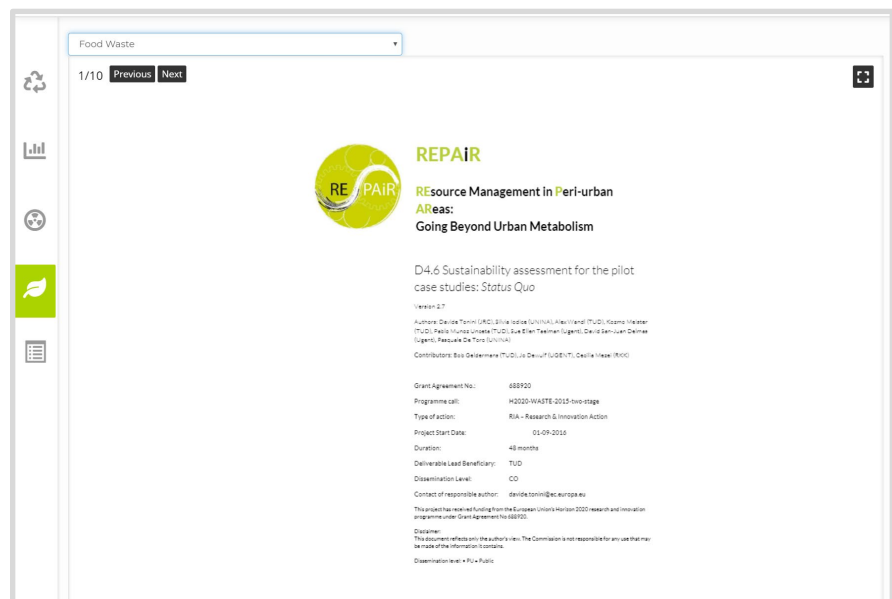 Food Waste
1/10 Previous Next
RE PAiR
REPAiR
REsource Management in Peri-urban
AReas:
Going Beyond Urban Metabolism
D4.6 Sustainability assessment for the pilot
case studies: Status Quo
Version 2.7
Authors: Davide Tonini (JRC), Silvia Iodice (UNINA), Alex Wandl (TUD), Kozmo Meister
(TUD), Pablo Munoz Unceta (TUD), Sue Ellen Taelman (Ugent), David San-Juan Delmas
(Ugent), Pasquale De Toro (UNINA)
Contributors: Bob Geldermans (TUD), Jo Dewulf (UGENT), Cecilia Mezei (RKK)
Grant Agreement No.: 688920
Programme call: H2020-WASTE-2015-two-stage
Type of action: RIA – Research & Innovation Action
Project Start Date: 01-09-2016
Duration: 48 months
Deliverable Lead Beneficiary: TUD
Dissemination Level: CO
Contact of responsible author: davide.tonini@ec.europa.eu
This project has received funding from the European Union's Horizon 2020 research and innovation
programme under Grant Agreement No 688920.
Disclaimer:
This document reflects only the author's view. The Commission is not responsible for any use that may
be made of the information it contains.
Dissemination level: • PU = Public